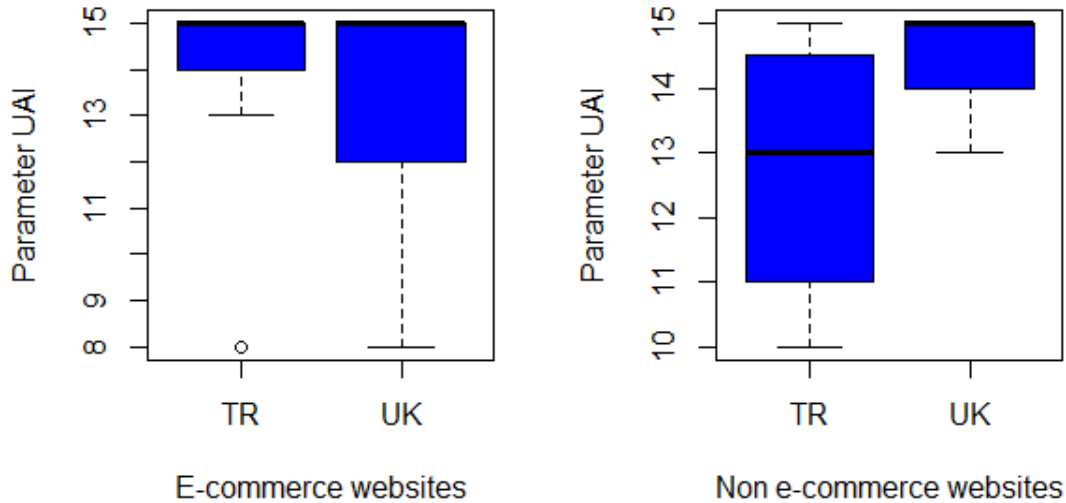 Parameter UAI
15
13
11
9
8
TR UK
E-commerce websites
Parameter UAI
15
14
13
12
11
10
TR UK
Non e-commerce websites